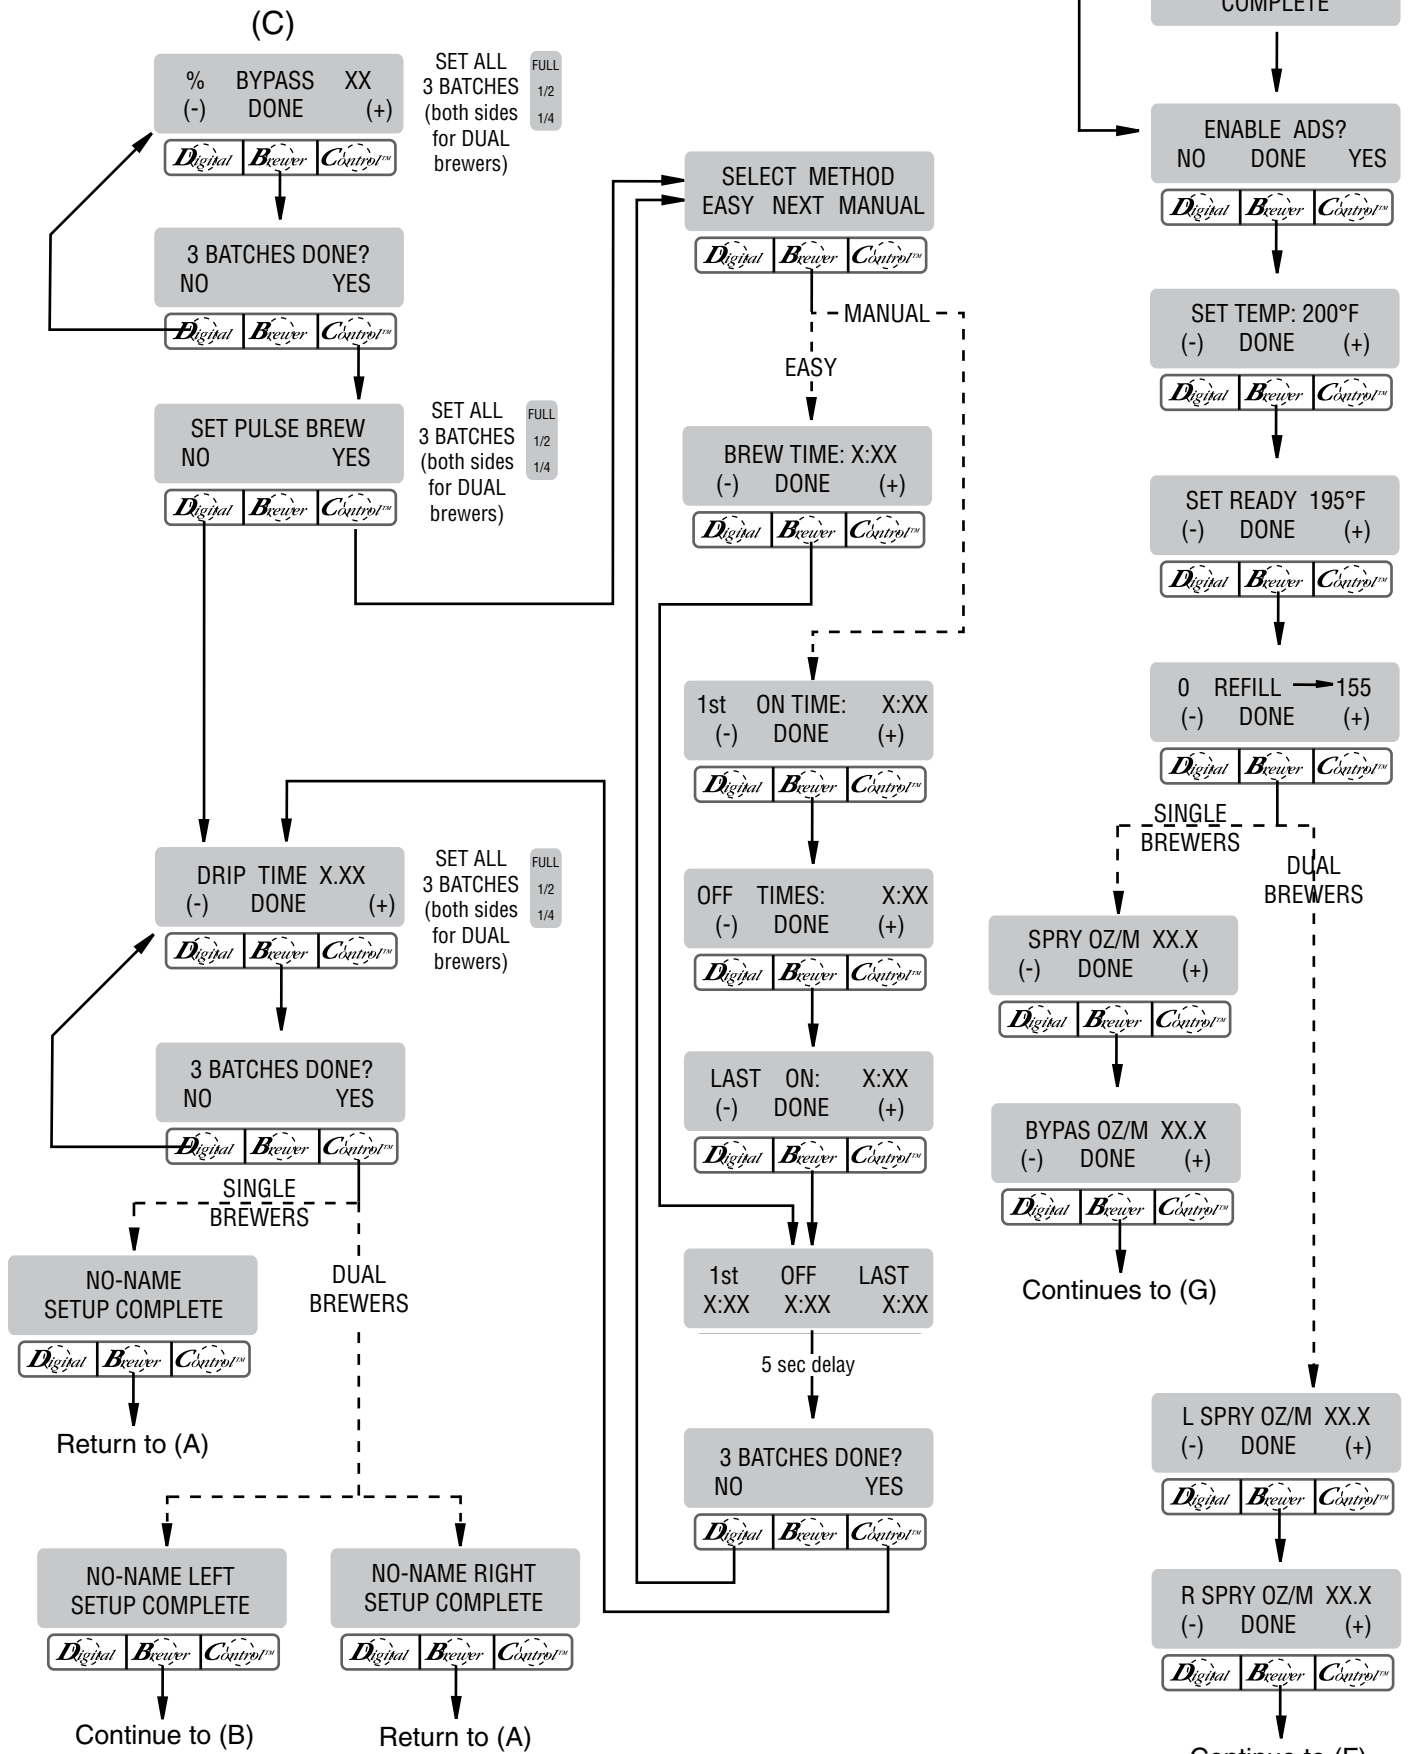 (C)
% BYPASS XX
(-) DONE (+)
Digital Brewer Control™
SET ALL
3 BATCHES
(both sides
for DUAL
brewers)
FULL
1/2
1/4
3 BATCHES DONE?
NO YES
Digital Brewer Control™
SET PULSE BREW
NO YES
Digital Brewer Control™
SET ALL
3 BATCHES
(both sides
for DUAL
brewers)
FULL
1/2
1/4
DRIP TIME X.XX
(-) DONE (+)
Digital Brewer Control™
SET ALL
3 BATCHES
(both sides
for DUAL
brewers)
FULL
1/2
1/4
3 BATCHES DONE?
NO YES
Digital Brewer Control™
SINGLE
BREWERS
DUAL
BREWERS
NO-NAME
SETUP COMPLETE
Digital Brewer Control™
Return to (A)
NO-NAME LEFT
SETUP COMPLETE
Digital Brewer Control™
Continue to (B)
NO-NAME RIGHT
SETUP COMPLETE
Digital Brewer Control™
Return to (A)
SELECT METHOD
EASY NEXT MANUAL
Digital Brewer Control™
MANUAL
EASY
BREW TIME: X:XX
(-) DONE (+)
Digital Brewer Control™
1st ON TIME: X:XX
(-) DONE (+)
Digital Brewer Control™
OFF TIMES: X:XX
(-) DONE (+)
Digital Brewer Control™
LAST ON: X:XX
(-) DONE (+)
Digital Brewer Control™
1st OFF LAST
X:XX X:XX X:XX
5 sec delay
3 BATCHES DONE?
NO YES
Digital Brewer Control™
COMPLETE
ENABLE ADS?
NO DONE YES
Digital Brewer Control™
SET TEMP: 200°F
(-) DONE (+)
Digital Brewer Control™
SET READY 195°F
(-) DONE (+)
Digital Brewer Control™
0 REFILL 155
(-) DONE (+)
Digital Brewer Control™
SINGLE
BREWERS
DUAL
BREWERS
SPRY OZ/M XX.X
(-) DONE (+)
Digital Brewer Control™
BYPAS OZ/M XX.X
(-) DONE (+)
Digital Brewer Control™
Continues to (G)
L SPRY OZ/M XX.X
(-) DONE (+)
Digital Brewer Control™
R SPRY OZ/M XX.X
(-) DONE (+)
Digital Brewer Control™